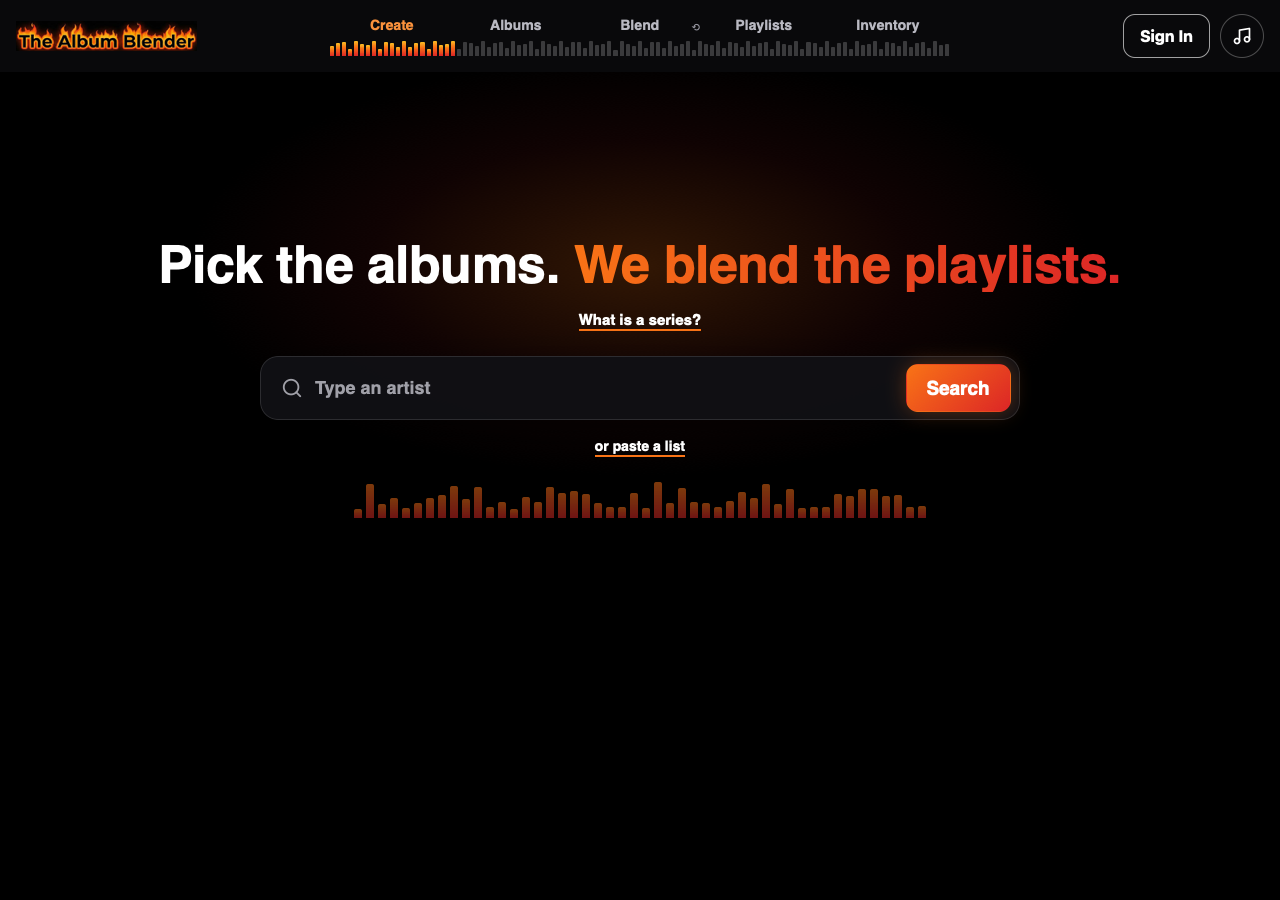 The Album Blender
Create Albums Blend Playlists Inventory
Sign In
Pick the albums. We blend the playlists.
What is a series?
Type an artist
Search
or paste a list